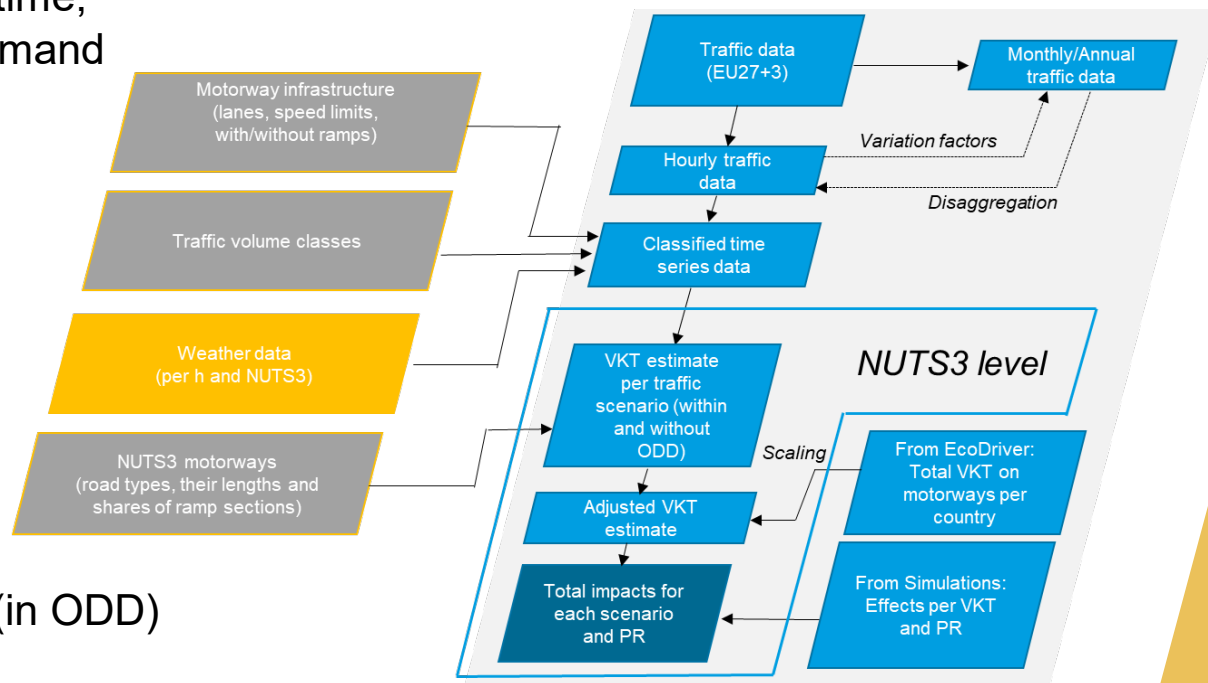 time,
mand
Motorway infrastructure
(lanes, speed limits,
with/without ramps)
Traffic volume classes
Weather data
(per h and NUTS3)
NUTS3 motorways
(road types, their lengths and
shares of ramp sections)
(in ODD)
Traffic data
(EU27+3)
Monthly/Annual
traffic data
Variation factors
Hourly traffic
data
Disaggregation
Classified time
series data
NUTS3 level
VKT estimate
per traffic
scenario (within
and without
ODD)
Scaling
From EcoDriver:
Total VKT on
motorways per
country
Adjusted VKT
estimate
Total impacts for
each scenario
and PR
From Simulations:
Effects per VKT
and PR